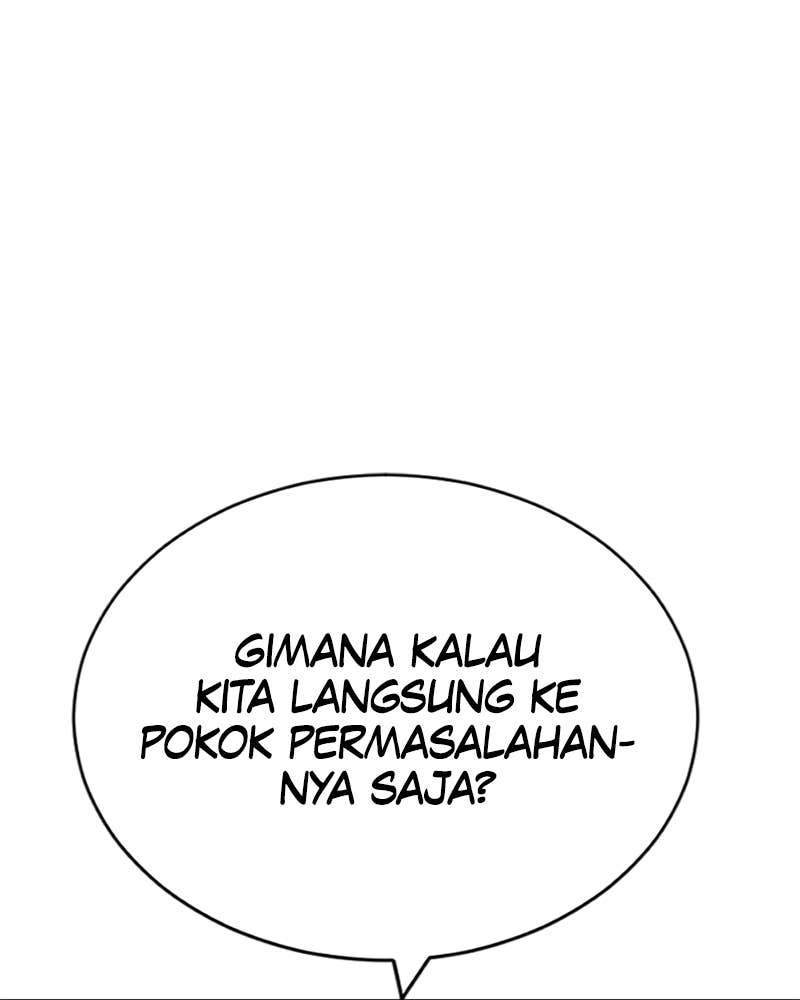 GIMANA KALAU
KITA LANGSUNG KE
POKOK PERMASALAHAN-
NYA SAJA?